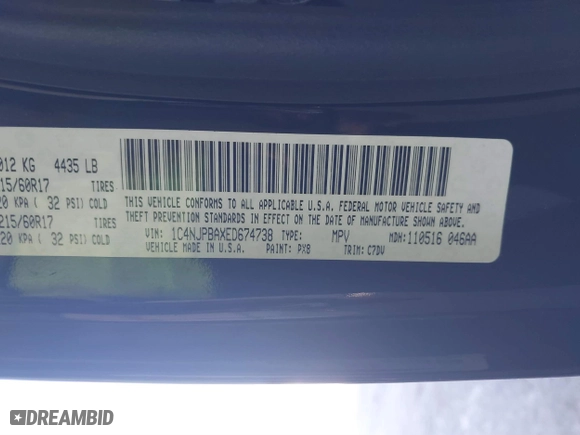 012 KG 4435 LB
15/60R17 TIRES
20 KPA ( 32 PSI) COLD
215/60R17 TIRES
20 KPA ( 32 PSI) COLD
THIS VEHICLE CONFORMS TO ALL APPLICABLE U.S.A. FEDERAL MOTOR VEHICLE SAFETY AND
THEFT PREVENTION STANDARDS IN EFFECT ON THE DATE OF MANUFACTURE SHOWN ABOVE.
VIN: 1C4NJPBAXED674738 TYPE: MPV MDH: 110516 046AA
VEHICLE MADE IN U.S.A. PAINT: PX8 TRIM: C7DV
DREAMBID